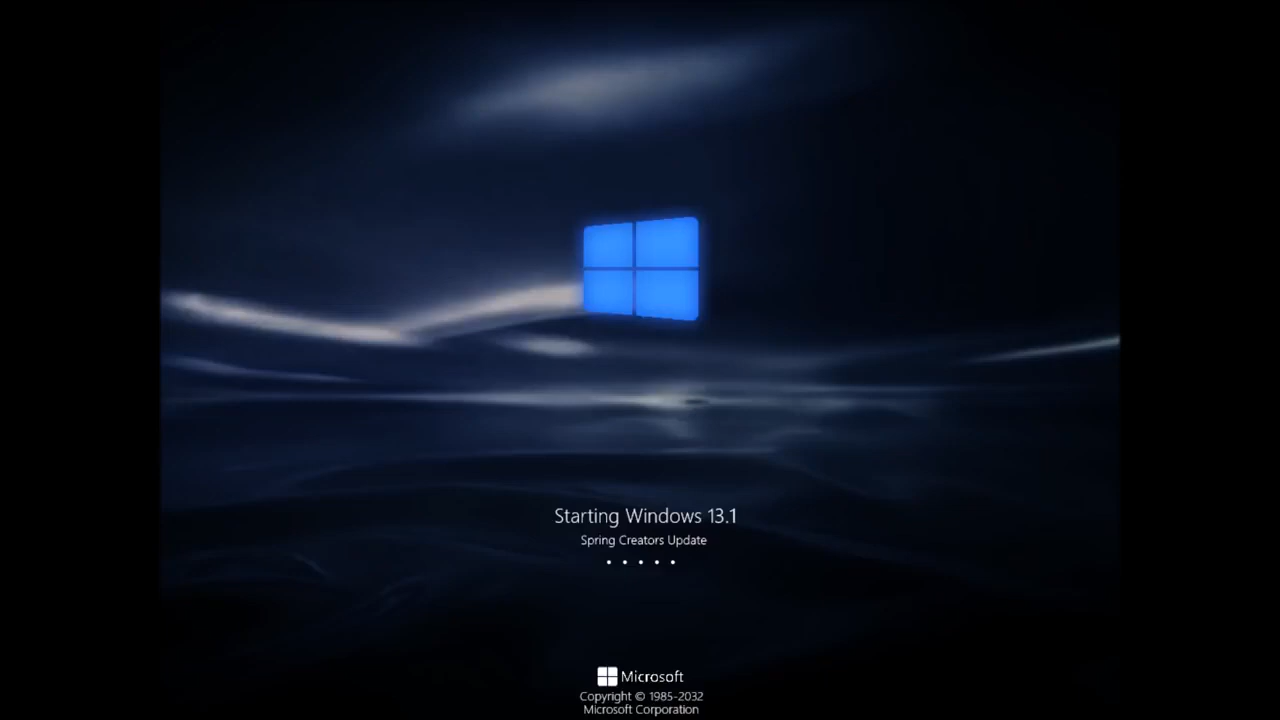 Starting Windows 13.1
Spring Creators Update
Microsoft
Copyright © 1985-2032
Microsoft Corporation